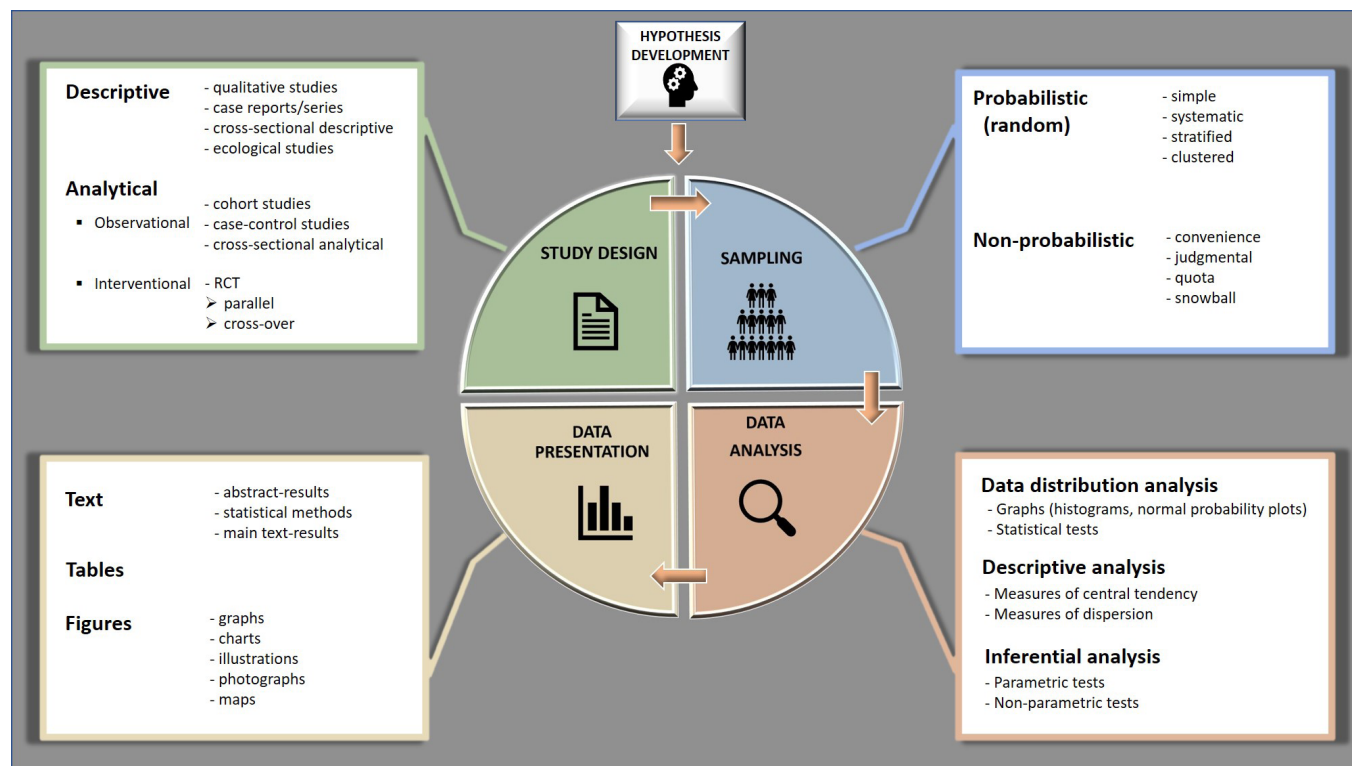 HYPOTHESIS
DEVELOPMENT
Descriptive
- qualitative studies
- case reports/series
- cross-sectional descriptive
- ecological studies
Analytical
▪ Observational
- cohort studies
- case-control studies
- cross-sectional analytical
▪ Interventional
- RCT
➢ parallel
➢ cross-over
Probabilistic
(random)
- simple
- systematic
- stratified
- clustered
Non-probabilistic
- convenience
- judgmental
- quota
- snowball
STUDY DESIGN
SAMPLING
DATA
PRESENTATION
DATA
ANALYSIS
Text
- abstract-results
- statistical methods
- main text-results
Tables
Figures
- graphs
- charts
- illustrations
- photographs
- maps
Data distribution analysis
- Graphs (histograms, normal probability plots)
- Statistical tests
Descriptive analysis
- Measures of central tendency
- Measures of dispersion
Inferential analysis
- Parametric tests
- Non-parametric tests